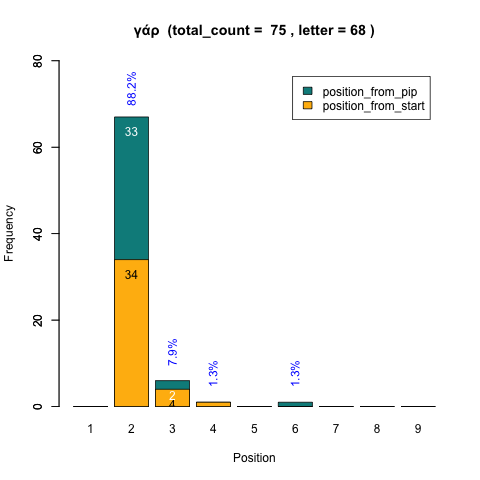 γάρ (total_count = 75 , letter = 68 )
80
60
40
20
0
Frequency
position_from_pip
position_from_start
88.2%
33
34
7.9%
2
4
1.3%
1.3%
1 2 3 4 5 6 7 8 9
Position